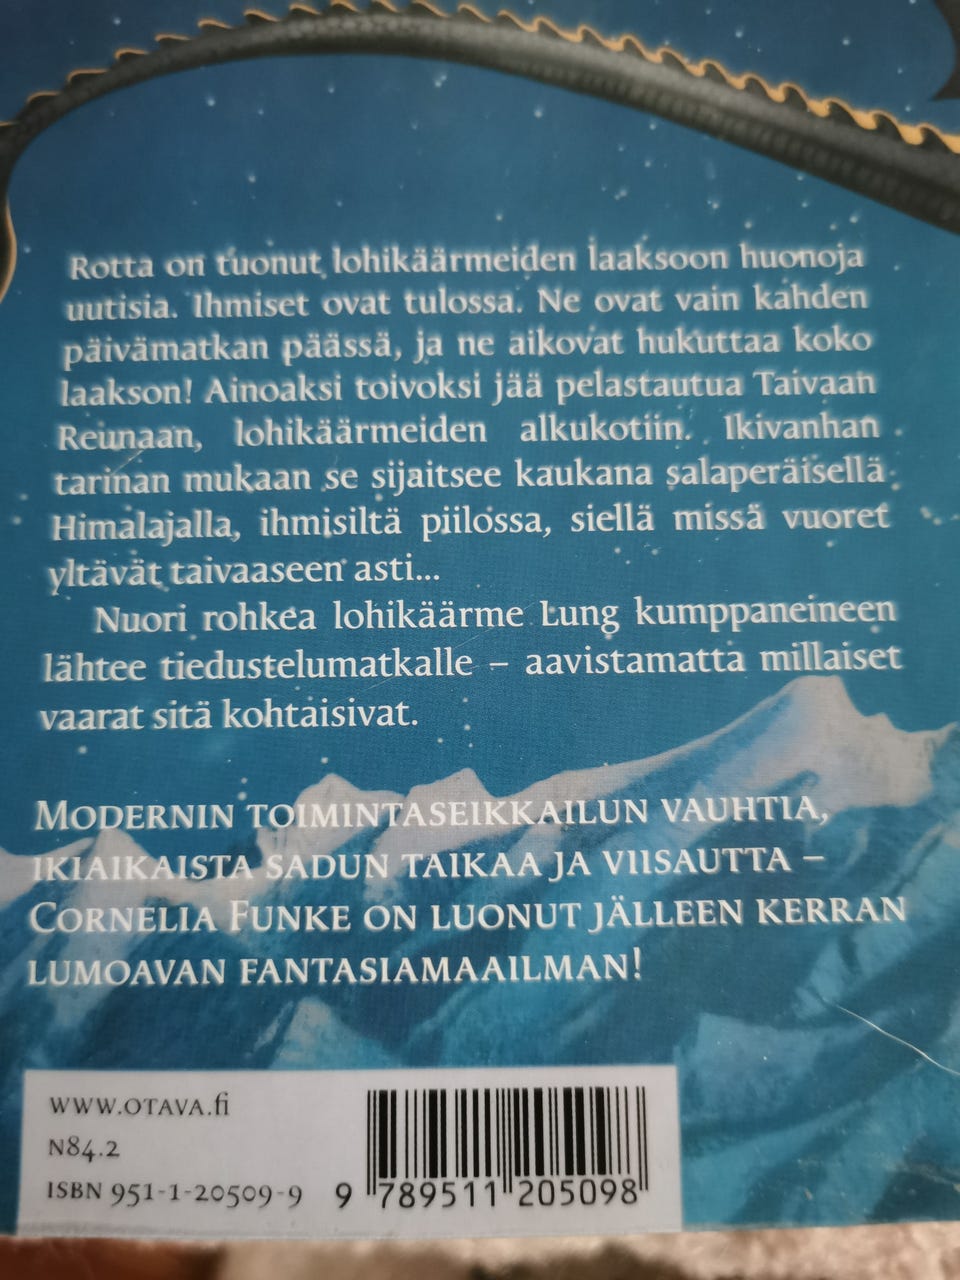 Rotta on tuonut lohikäärmeiden laaksoon huonoja
uutisia. Ihmiset ovat tulossa. Ne ovat vain kahden
päivämatkan päässä, ja ne aikovat hukuttaa koko
laakson! Ainoaksi toivoksi jää pelastautua Taivaan
Reunaan, lohikäärmeiden alkukotiin. Ikivanhan
tarinan mukaan se sijaitsee kaukana salaperäisellä
Himalajalla, ihmisiltä piilossa, siellä missä vuoret
yltävät taivaaseen asti...
Nuori rohkea lohikäärme Lung kumppaneineen
lähtee tiedustelumatkalle – aavistamatta millaiset
vaarat sitä kohtaisivat.
MODERNIN TOIMINTASEIKKAILUN VAUHTIA,
IKIAIKAISTA SADUN TAIKAA JA VIISAUTTA –
CORNELIA FUNKE ON LUONUT JÄLLEEN KERRAN
LUMOAVAN FANTASIAMAAILMAN!
WWW.OTAVA.fi
N84.2
ISBN 951-1-20509-9
9 789511 205098